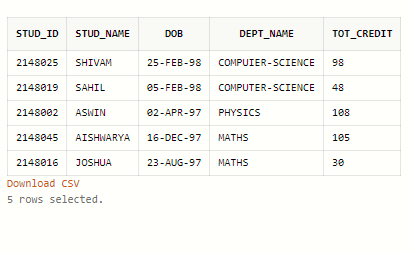 STUD_ID STUD_NAME DOB DEPT_NAME TOT_CREDIT
2148025 SHIVAM 25-FEB-98 COMPUIER-SCIENCE 98
2148019 SAHIL 05-FEB-98 COMPUTER-SCIENCE 48
2148002 ASWIN 02-APR-97 PHYSICS 108
2148045 AISHWARYA 16-DEC-97 MATHS 105
2148016 JOSHUA 23-AUG-97 MATHS 30
Download CSV
5 rows selected.